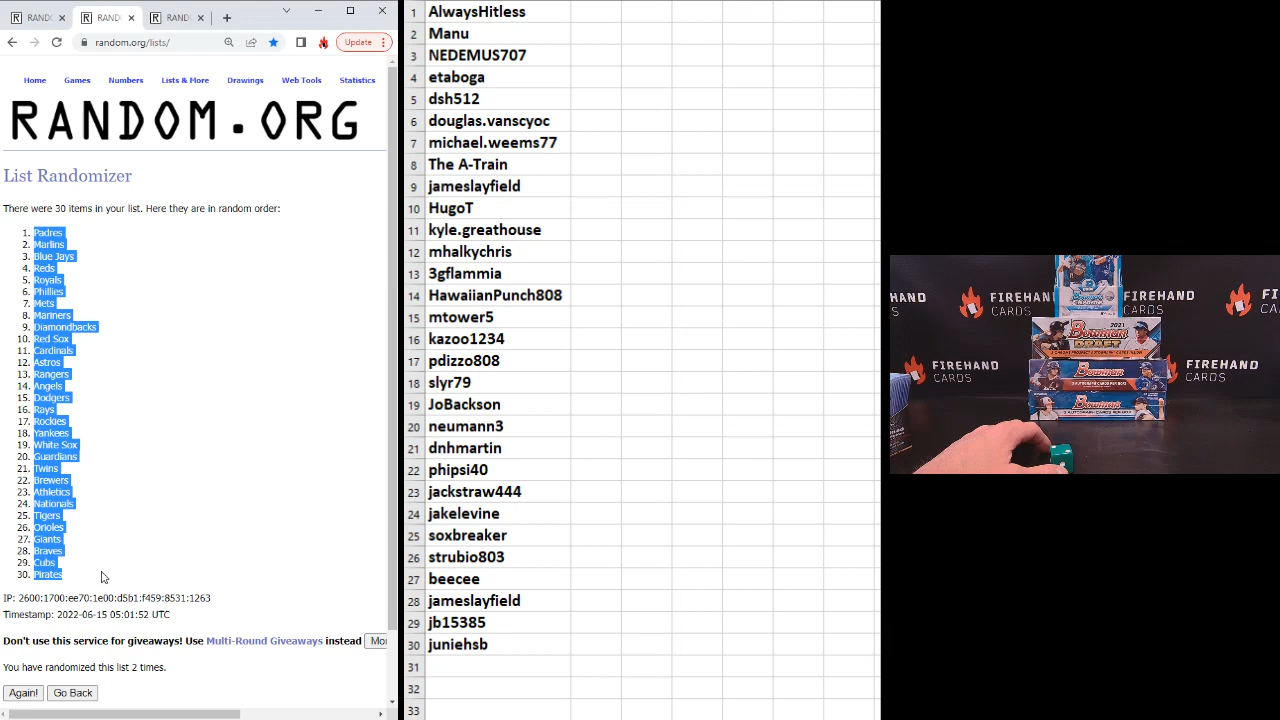 RAND
RAND
RAND
random.org/lists/
Update
Home Games Numbers Lists & More Drawings Web Tools Statistics
RANDOM.ORG
List Randomizer
There were 30 items in your list. Here they are in random order:
1. Padres
2. Marlins
3. Blue Jays
4. Reds
5. Royals
6. Phillies
7. Mets
8. Mariners
9. Diamondbacks
10. Red Sox
11. Cardinals
12. Astros
13. Rangers
14. Angels
15. Dodgers
16. Rays
17. Rockies
18. Yankees
19. White Sox
20. Guardians
21. Twins
22. Brewers
23. Athletics
24. Nationals
25. Tigers
26. Orioles
27. Giants
28. Braves
29. Cubs
30. Pirates
IP: 2600:1700:ee70:1e00:d5b1:f459:8531:1263
Timestamp: 2022-06-15 05:01:52 UTC
Don't use this service for giveaways! Use Multi-Round Giveaways instead
You have randomized this list 2 times.
Again! Go Back
1 AlwaysHitless
2 Manu
3 NEDEMUS707
4 etaboga
5 dsh512
6 douglas.vanscyoc
7 michael.weems77
8 The A-Train
9 jameslayfield
10 HugoT
11 kyle.greathouse
12 mhalkychris
13 3gflammia
14 HawaiianPunch808
15 mtower5
16 kazoo1234
17 pdizzo808
18 slyr79
19 JoBackson
20 neumann3
21 dnhmartin
22 phipsi40
23 jackstraw444
24 jakelevine
25 soxbreaker
26 strubio803
27 beecee
28 jameslayfield
29 jb15385
30 juniehsb
31
32
33
FIREHAND
CARDS
FIREHAND
CARDS
FIREHAND
CARDS
Bowman
2021
DRAFT
Bowman
Bowman